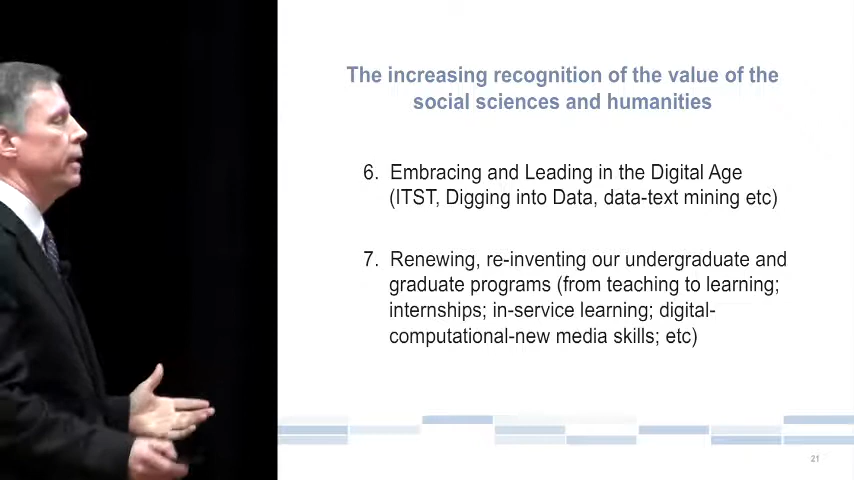 The increasing recognition of the value of the
social sciences and humanities
6. Embracing and Leading in the Digital Age
(ITST, Digging into Data, data-text mining etc)
7. Renewing, re-inventing our undergraduate and
graduate programs (from teaching to learning;
internships; in-service learning; digital-
computational-new media skills; etc)
21